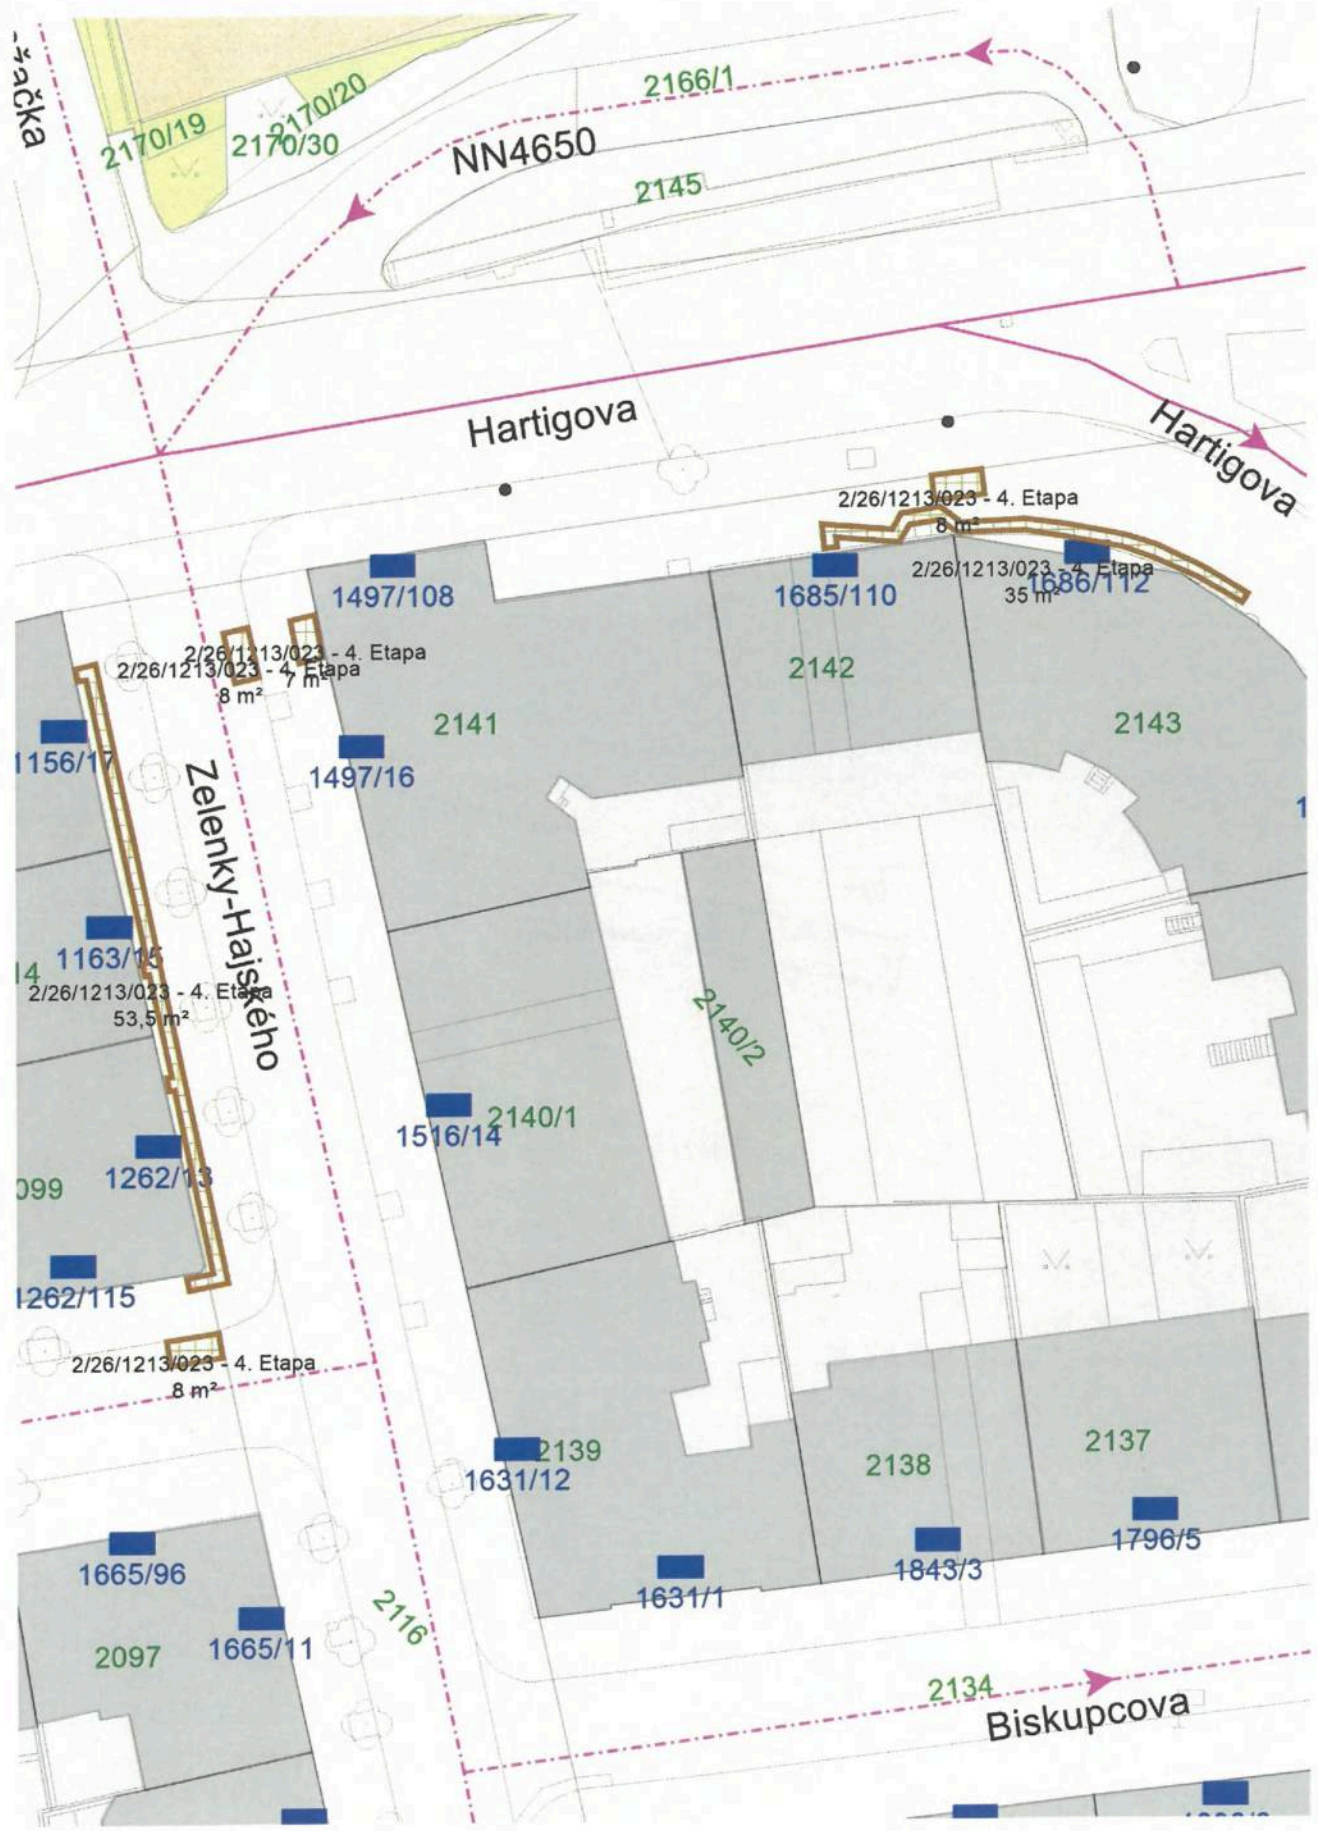 2170/19
2170/20
2170/30
2166/1
NN4650
2145
Hartigova
Hartigova
2/26/1213/023 - 4. Etapa
8 m²
2/26/1213/023 - 4. Etapa
35 m²
1497/108
1685/110
1686/112
2/26/1213/023 - 4. Etapa
7 m²
2/26/1213/023 - 4. Etapa
8 m²
2142
2141
2143
1156/17
1497/16
Zelenky-Hajského
1163/15
14
2/26/1213/023 - 4. Etapa
53,5 m²
2140/2
1516/14
2140/1
1262/13
099
1262/115
2/26/1213/023 - 4. Etapa
8 m²
2139
1631/12
2138
2137
1796/5
1665/96
1843/3
1631/1
2116
1665/11
2097
2134
Biskupcova